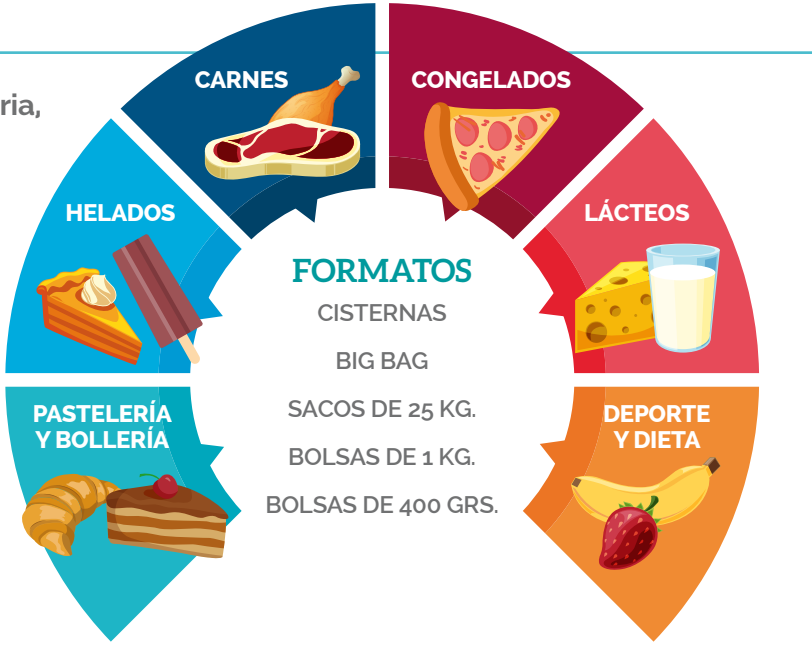 ria,
CARNES
CONGELADOS
HELADOS
LÁCTEOS
PASTELERÍA
Y BOLLERÍA
DEPORTE
Y DIETA
FORMATOS
CISTERNAS
BIG BAG
SACOS DE 25 KG.
BOLSAS DE 1 KG.
BOLSAS DE 400 GRS.